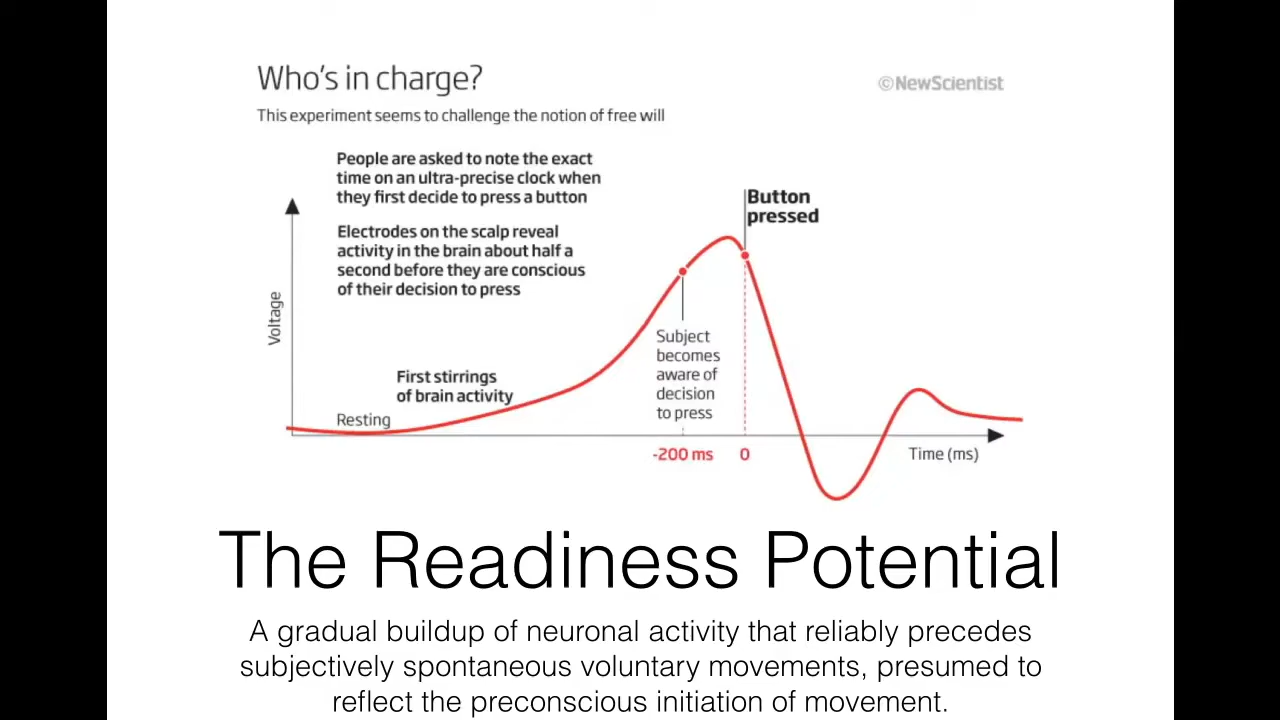 Who's in charge?
©NewScientist
This experiment seems to challenge the notion of free will
People are asked to note the exact
time on an ultra-precise clock when
they first decide to press a button
Electrodes on the scalp reveal
activity in the brain about half a
second before they are conscious
of their decision to press
Button
pressed
Voltage
Subject
becomes
aware of
decision
to press
First stirrings
of brain activity
Resting
-200 ms
0
Time (ms)
The Readiness Potential
A gradual buildup of neuronal activity that reliably precedes
subjectively spontaneous voluntary movements, presumed to
reflect the preconscious initiation of movement.